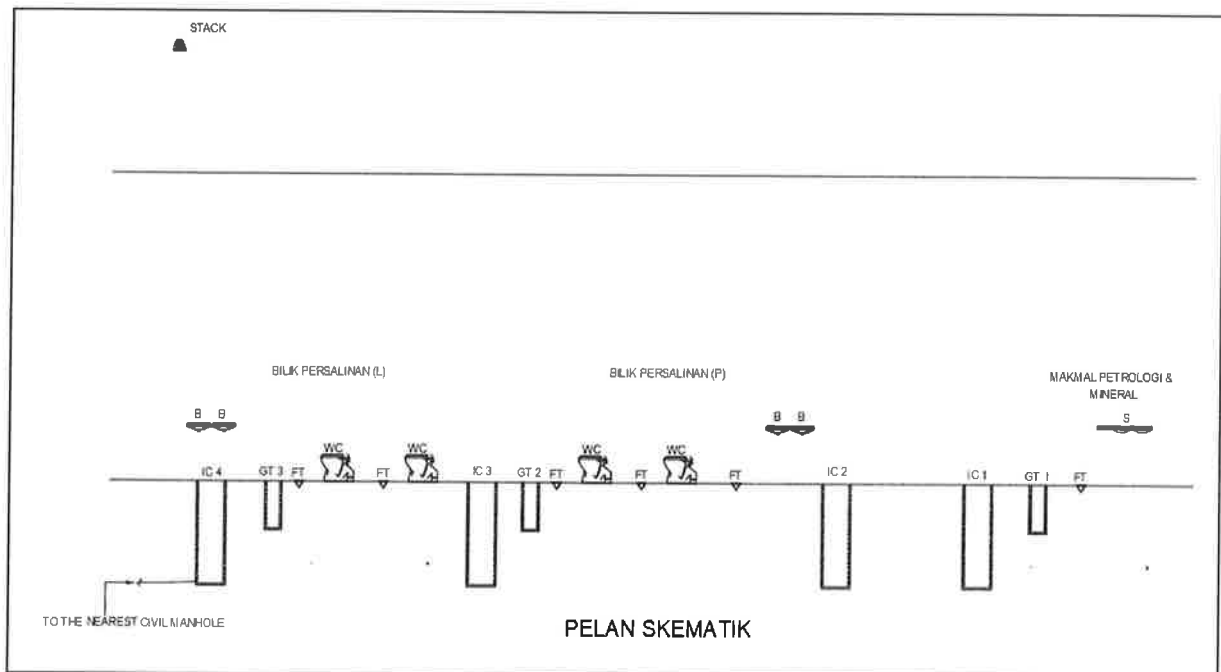 STACK
BILIK PERSALINAN (L)
BILIK PERSALINAN (P)
MAKMAL PETROLOGI &
MINERAL
B B
B B
S
WC
WC
WC
WC
IC 4
GT 3
FT
FT
IC 3
GT 2
FT
FT
FT
IC 2
IC 1
GT 1
FT
TO THE NEAREST CIVIL MANHOLE
PELAN SKEMATIK